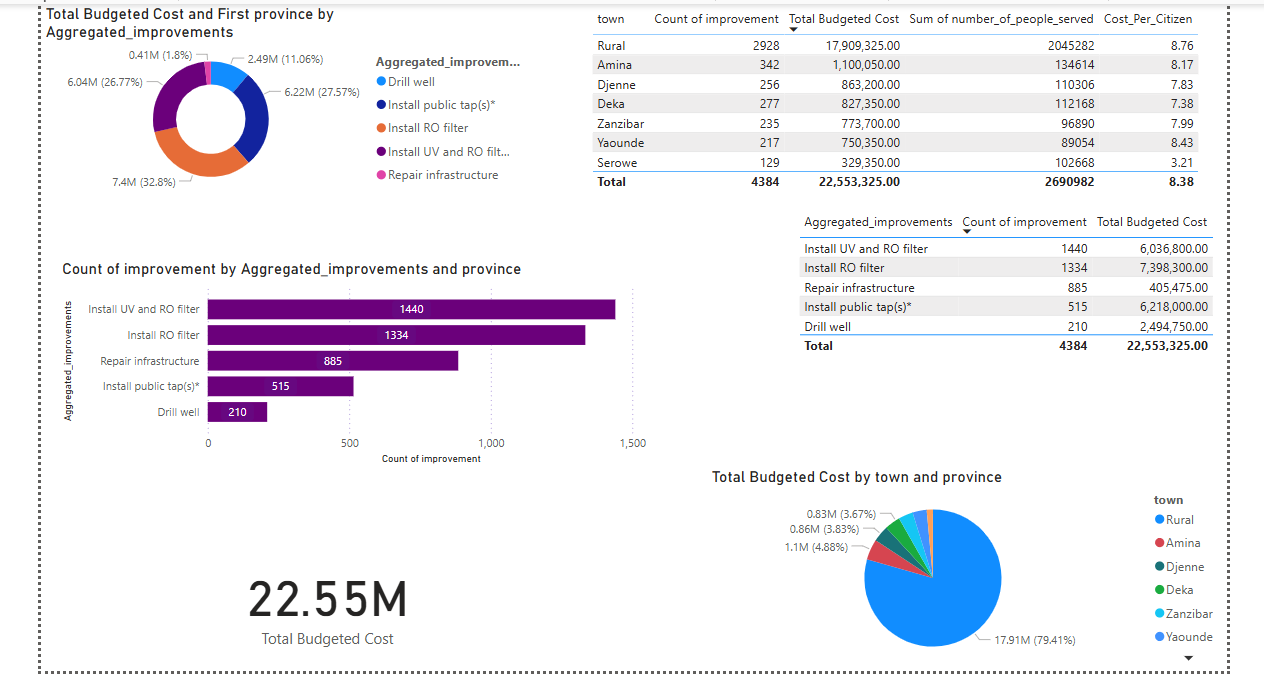 Total Budgeted Cost and First province by
Aggregated_improvements
0.41M (1.8%)
2.49M (11.06%)
6.04M (26.77%)
6.22M (27.57%)
7.4M (32.8%)
Aggregated_improvem...
Drill well
Install public tap(s)*
Install RO filter
Install UV and RO filt...
Repair infrastructure
town Count of improvement Total Budgeted Cost Sum of number_of_people_served Cost_Per_Citizen
Rural 2928 17,909,325.00 2045282 8.76
Amina 342 1,100,050.00 134614 8.17
Djenne 256 863,200.00 110306 7.83
Deka 277 827,350.00 112168 7.38
Zanzibar 235 773,700.00 96890 7.99
Yaounde 217 750,350.00 89054 8.43
Serowe 129 329,350.00 102668 3.21
Total 4384 22,553,325.00 2690982 8.38
Aggregated_improvements Count of improvement Total Budgeted Cost
Install UV and RO filter 1440 6,036,800.00
Install RO filter 1334 7,398,300.00
Repair infrastructure 885 405,475.00
Install public tap(s)* 515 6,218,000.00
Drill well 210 2,494,750.00
Total 4384 22,553,325.00
Count of improvement by Aggregated_improvements and province
Aggregated_improvements
Install UV and RO filter 1440
Install RO filter 1334
Repair infrastructure 885
Install public tap(s)* 515
Drill well 210
0 500 1,000 1,500
Count of improvement
Total Budgeted Cost by town and province
0.83M (3.67%)
0.86M (3.83%)
1.1M (4.88%)
17.91M (79.41%)
town
Rural
Amina
Djenne
Deka
Zanzibar
Yaounde
22.55M
Total Budgeted Cost